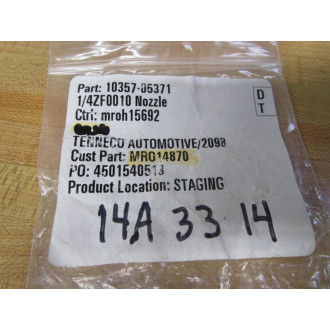 Part: 10357-05371
1/4ZF0010 Nozzle
Ctrl: mroh15692
TENNECO AUTOMOTIVE/2098
Cust Part: MRO14870
PO: 4501540513
Product Location: STAGING
D
T
14A 33 14